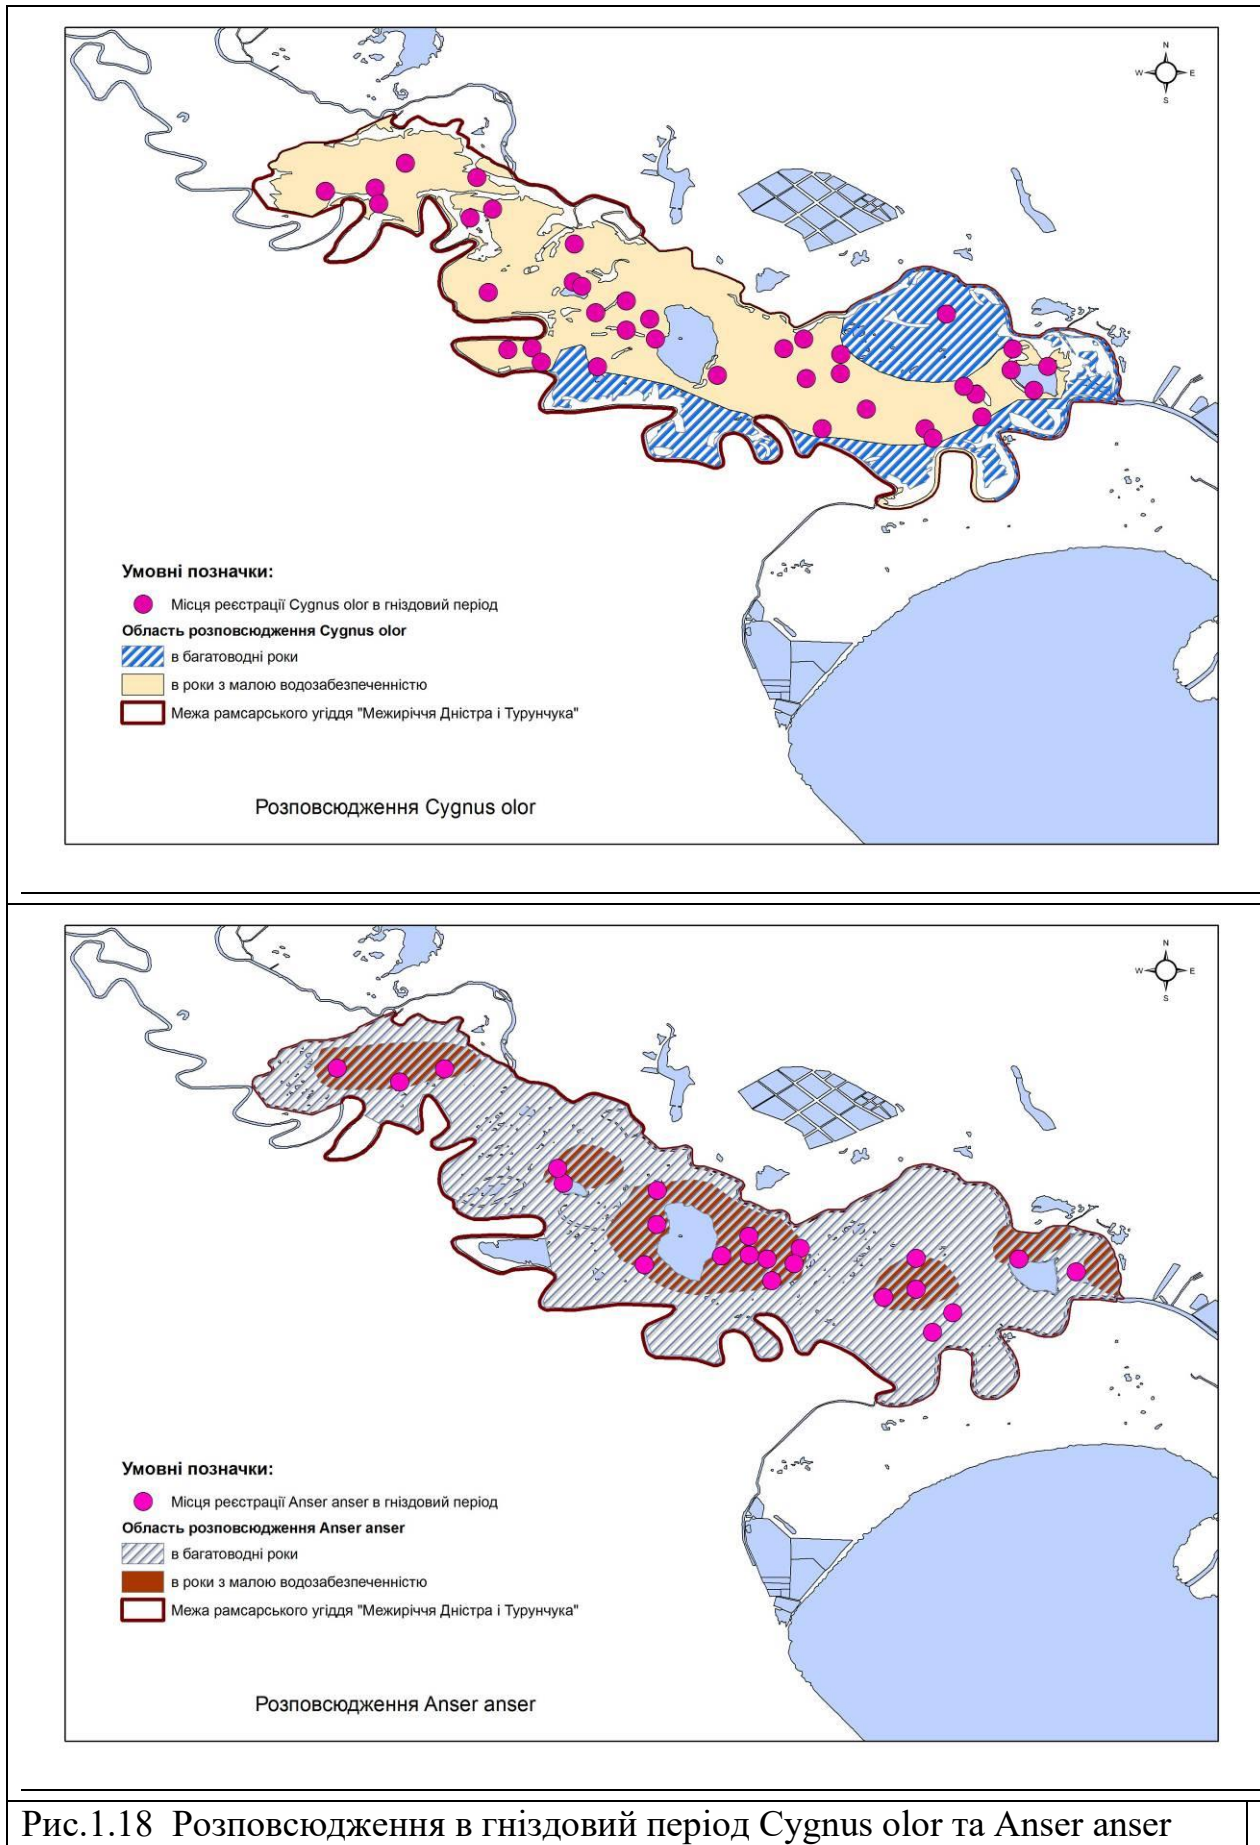 N
W E
S
Умовні позначки:
Місця реєстрації Cygnus olor в гніздовий період
Область розповсюдження Cygnus olor
в багатоводні роки
в роки з малою водозабезпеченністю
Межа рамсарського угіддя "Межиріччя Дністра і Турунчука"
Розповсюдження Cygnus olor
N
W E
S
Умовні позначки:
Місця реєстрації Anser anser в гніздовий період
Область розповсюдження Anser anser
в багатоводні роки
в роки з малою водозабезпеченністю
Межа рамсарського угіддя "Межиріччя Дністра і Турунчука"
Розповсюдження Anser anser
Рис.1.18 Розповсюдження в гніздовий період Cygnus olor та Anser anser